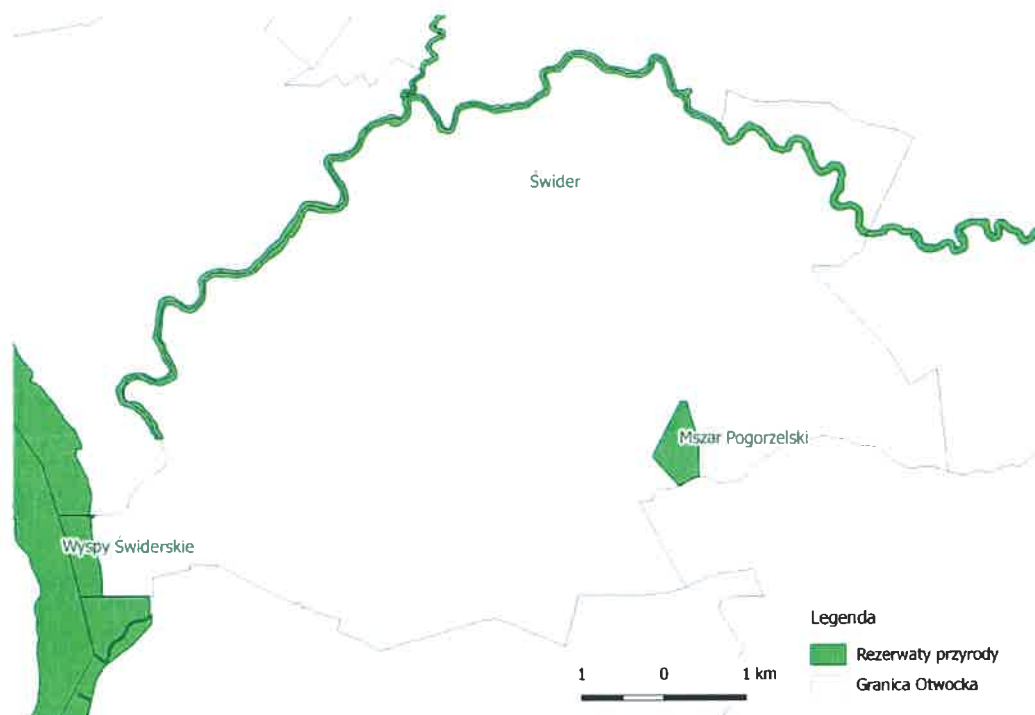 Świder
Mszar Pogorzelski
Wyspy Świderskie
Legenda
Rezerwaty przyrody
Granica Otwocka
1 0 1 km